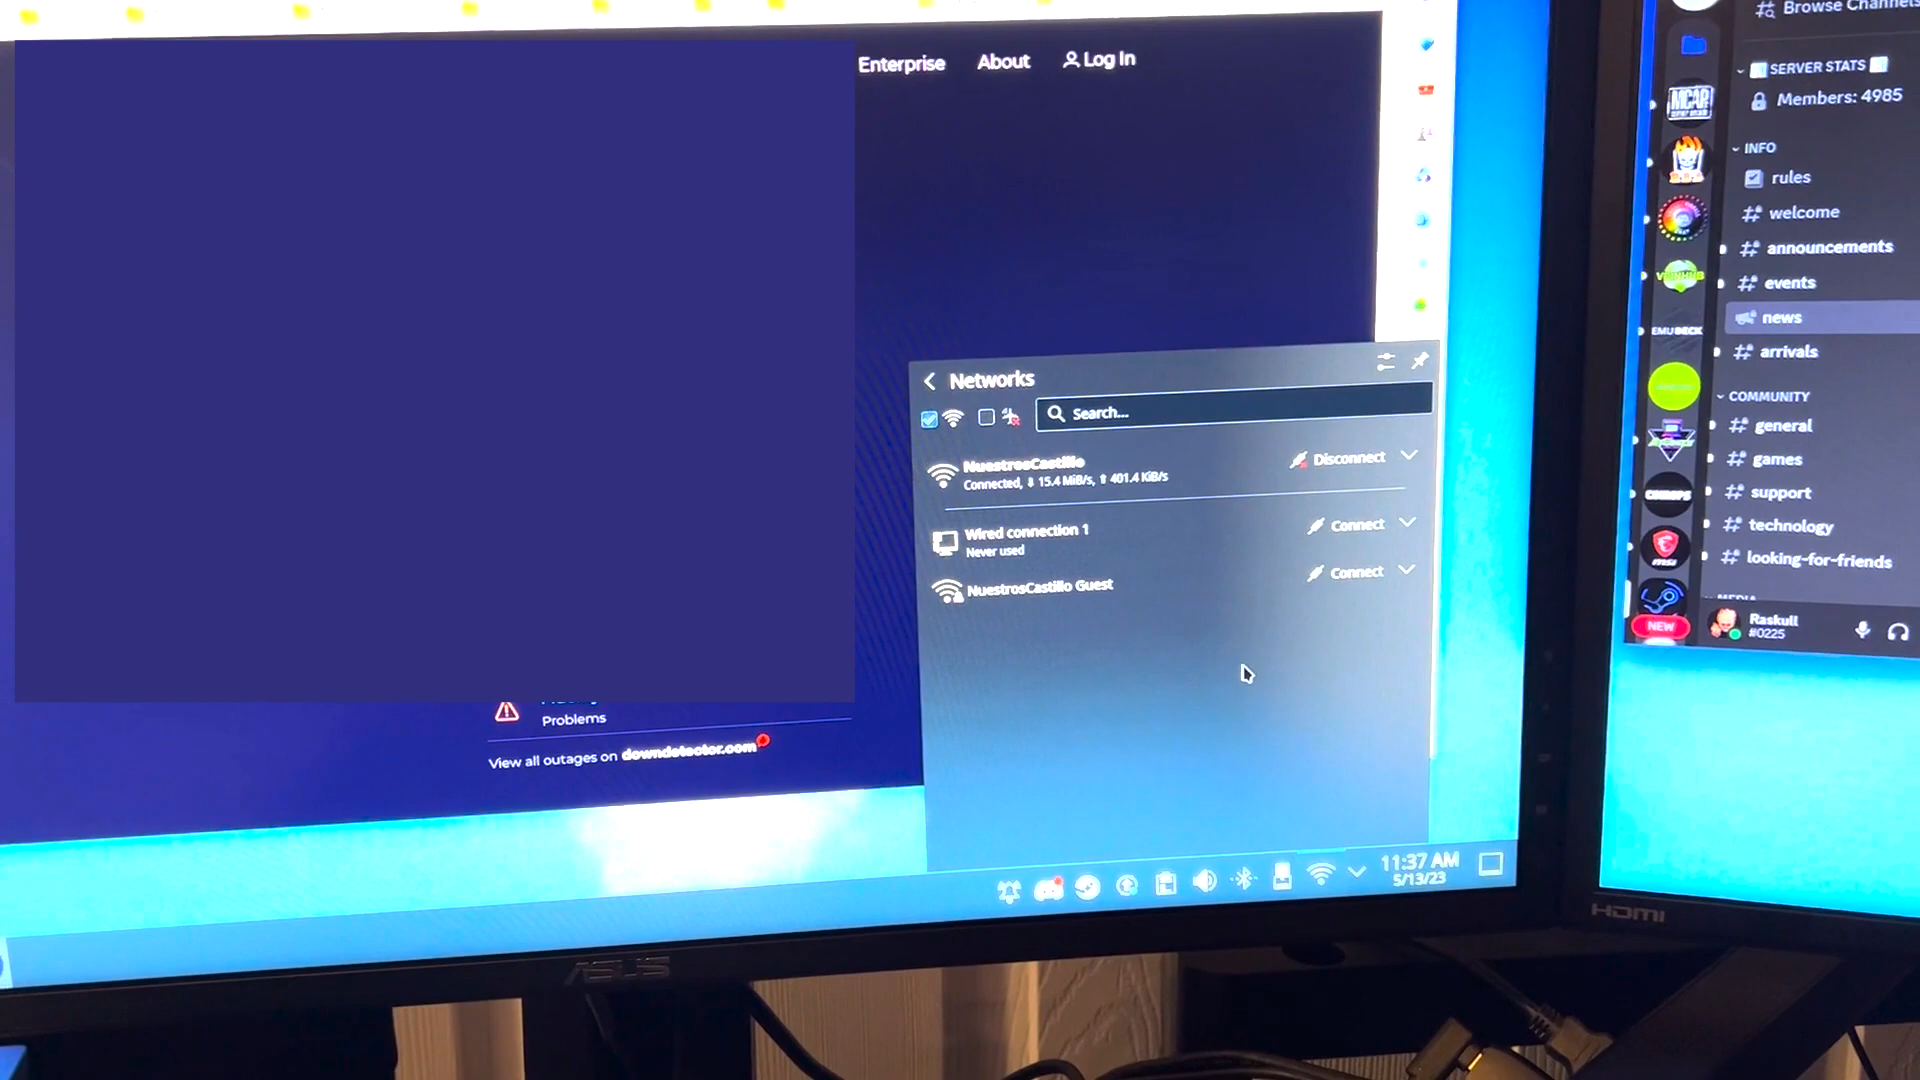 Enterprise About Log In
Problems
View all outages on downdetector.com
Networks
Search...
NuestrosCastillo
Connected, ⬇ 15.4 MiB/s, ⬆ 401.4 KiB/s
Disconnect
Wired connection 1
Never used
Connect
NuestrosCastillo Guest
Connect
11:37 AM
5/13/23
ASUS
Browse Channels
SERVER STATS
Members: 4985
INFO
rules
welcome
announcements
events
news
arrivals
COMMUNITY
general
games
support
technology
looking-for-friends
MCAP
EMUDECK
MSI
NEW
Raskull
#0225
HDMI